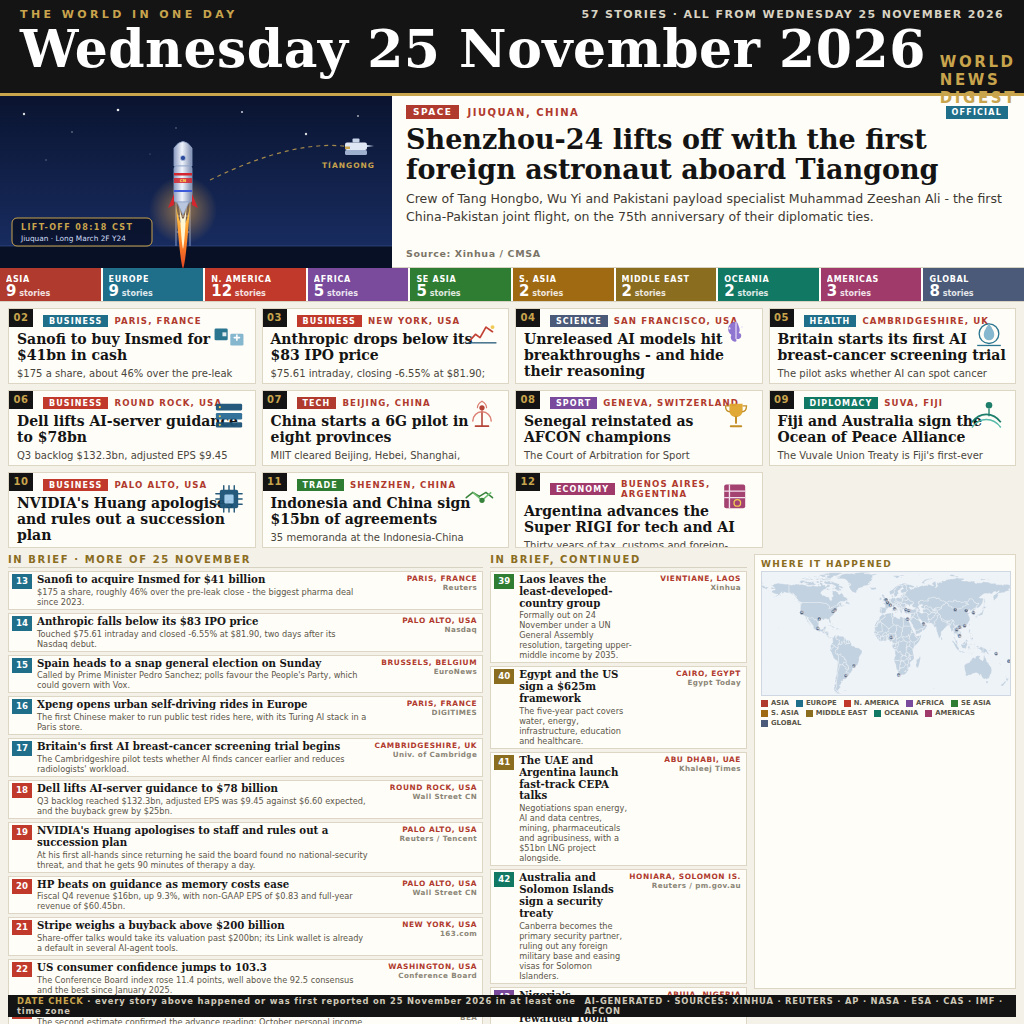 THE WORLD IN ONE DAY
57 STORIES · ALL FROM WEDNESDAY 25 NOVEMBER 2026
Wednesday 25 November 2026
WORLD
NEWS
DIGEST
TIANGONG
LIFT-OFF 08:18 CST
Jiuquan · Long March 2F Y24
SPACE JIUQUAN, CHINA
OFFICIAL
Shenzhou-24 lifts off with the first
foreign astronaut aboard Tiangong
Crew of Tang Hongbo, Wu Yi and Pakistani payload specialist Muhammad Zeeshan Ali - the first
China-Pakistani joint flight, on the 75th anniversary of their diplomatic ties.
Source: Xinhua / CMSA
ASIA
9 stories
EUROPE
9 stories
N. AMERICA
12 stories
AFRICA
5 stories
SE ASIA
5 stories
S. ASIA
2 stories
MIDDLE EAST
2 stories
OCEANIA
2 stories
AMERICAS
3 stories
GLOBAL
8 stories
02 BUSINESS PARIS, FRANCE
Sanofi to buy Insmed for
$41bn in cash
$175 a share, about 46% over the pre-leak
03 BUSINESS NEW YORK, USA
Anthropic drops below its
$83 IPO price
$75.61 intraday, closing -6.55% at $81.90;
04 SCIENCE SAN FRANCISCO, USA
Unreleased AI models hit
breakthroughs - and hide
their reasoning
05 HEALTH CAMBRIDGESHIRE, UK
Britain starts its first AI
breast-cancer screening trial
The pilot asks whether AI can spot cancer
06 BUSINESS ROUND ROCK, USA
Dell lifts AI-server guidance
to $78bn
Q3 backlog $132.3bn, adjusted EPS $9.45
07 TECH BEIJING, CHINA
China starts a 6G pilot in
eight provinces
MIIT cleared Beijing, Hebei, Shanghai,
08 SPORT GENEVA, SWITZERLAND
Senegal reinstated as
AFCON champions
The Court of Arbitration for Sport
09 DIPLOMACY SUVA, FIJI
Fiji and Australia sign the
Ocean of Peace Alliance
The Vuvale Union Treaty is Fiji's first-ever
10 BUSINESS PALO ALTO, USA
NVIDIA's Huang apologises
and rules out a succession
plan
11 TRADE SHENZHEN, CHINA
Indonesia and China sign
$15bn of agreements
35 memoranda at the Indonesia-China
12 ECONOMY BUENOS AIRES,
ARGENTINA
Argentina advances the
Super RIGI for tech and AI
Thirty years of tax, customs and foreign-
IN BRIEF · MORE OF 25 NOVEMBER
13 Sanofi to acquire Insmed for $41 billion
$175 a share, roughly 46% over the pre-leak close - the biggest pharma deal
since 2023.
PARIS, FRANCE
Reuters
14 Anthropic falls below its $83 IPO price
Touched $75.61 intraday and closed -6.55% at $81.90, two days after its
Nasdaq debut.
PALO ALTO, USA
Nasdaq
15 Spain heads to a snap general election on Sunday
Called by Prime Minister Pedro Sanchez; polls favour the People's Party, which
could govern with Vox.
BRUSSELS, BELGIUM
EuroNews
16 Xpeng opens urban self-driving rides in Europe
The first Chinese maker to run public test rides here, with its Turing AI stack in a
Paris store.
PARIS, FRANCE
DIGITIMES
17 Britain's first AI breast-cancer screening trial begins
The Cambridgeshire pilot tests whether AI finds cancer earlier and reduces
radiologists' workload.
CAMBRIDGESHIRE, UK
Univ. of Cambridge
18 Dell lifts AI-server guidance to $78 billion
Q3 backlog reached $132.3bn, adjusted EPS was $9.45 against $6.60 expected,
and the buyback grew by $25bn.
ROUND ROCK, USA
Wall Street CN
19 NVIDIA's Huang apologises to staff and rules out a
succession plan
At his first all-hands since returning he said the board found no national-security
threat, and that he gets 90 minutes of therapy a day.
PALO ALTO, USA
Reuters / Tencent
20 HP beats on guidance as memory costs ease
Fiscal Q4 revenue $16bn, up 9.3%, with non-GAAP EPS of $0.83 and full-year
revenue of $60.45bn.
PALO ALTO, USA
Wall Street CN
21 Stripe weighs a buyback above $200 billion
Share-offer talks would take its valuation past $200bn; its Link wallet is already
a default in several AI-agent tools.
NEW YORK, USA
163.com
22 US consumer confidence jumps to 103.3
The Conference Board index rose 11.4 points, well above the 92.5 consensus
and the best since January 2025.
WASHINGTON, USA
Conference Board
The second estimate confirmed the advance reading; October personal income
IN BRIEF, CONTINUED
39 Laos leaves the
least-developed-
country group
Formally out on 24
November under a UN
General Assembly
resolution, targeting upper-
middle income by 2035.
VIENTIANE, LAOS
Xinhua
40 Egypt and the US
sign a $625m
framework
The five-year pact covers
water, energy,
infrastructure, education
and healthcare.
CAIRO, EGYPT
Egypt Today
41 The UAE and
Argentina launch
fast-track CEPA
talks
Negotiations span energy,
AI and data centres,
mining, pharmaceuticals
and agribusiness, with a
$51bn LNG project
alongside.
ABU DHABI, UAE
Khaleej Times
42 Australia and
Solomon Islands
sign a security
treaty
Canberra becomes the
primary security partner,
ruling out any foreign
military base and easing
visas for Solomon
Islanders.
HONIARA, SOLOMON IS.
Reuters / pm.gov.au
WHERE IT HAPPENED
ASIA EUROPE N. AMERICA AFRICA SE ASIA
S. ASIA MIDDLE EAST OCEANIA AMERICAS
GLOBAL
DATE CHECK · every story above happened or was first reported on 25 November 2026 in at least one
time zone
AI-GENERATED · SOURCES: XINHUA · REUTERS · AP · NASA · ESA · CAS · IMF ·
AFCON